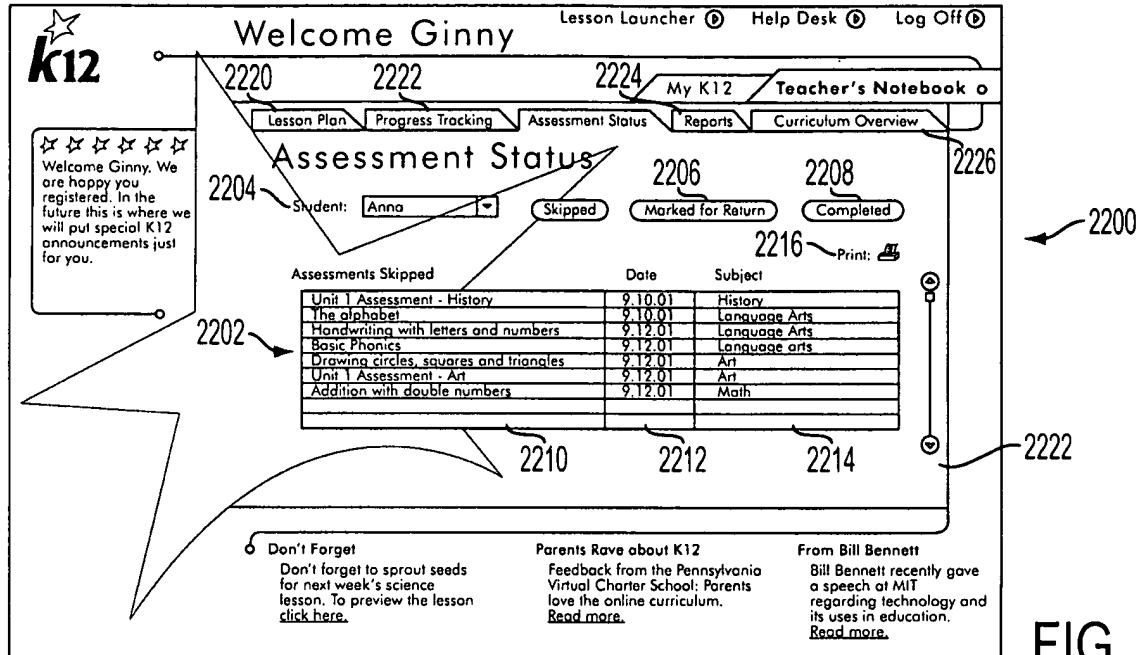 k12
Welcome Ginny
Lesson Launcher Help Desk Log Off
2220 2222 2224
My K12 Teacher's Notebook
Lesson Plan Progress Tracking Assessment Status Reports Curriculum Overview
2226
Welcome Ginny. We
are happy you
registered. In the
future this is where we
will put special K12
announcements just
for you.
Assessment Status
2204 2206 2208
Student: Anna Skipped Marked for Return Completed
2200
2216 Print:
Assessments Skipped Date Subject
Unit 1 Assessment - History 9.10.01 History
The alphabet 9.10.01 Language Arts
Handwriting with letters and numbers 9.12.01 Language Arts
2202
Basic Phonics 9.12.01 Language arts
Drawing circles, squares and triangles 9.12.01 Art
Unit 1 Assessment - Art 9.12.01 Art
Addition with double numbers 9.12.01 Math
2210 2212 2214 2222
Don't Forget
Don't forget to sprout seeds
for next week's science
lesson. To preview the lesson
click here.
Parents Rave about K12
Feedback from the Pennsylvania
Virtual Charter School: Parents
love the online curriculum.
Read more.
From Bill Bennett
Bill Bennett recently gave
a speech at MIT
regarding technology and
its uses in education.
Read more.
FIG